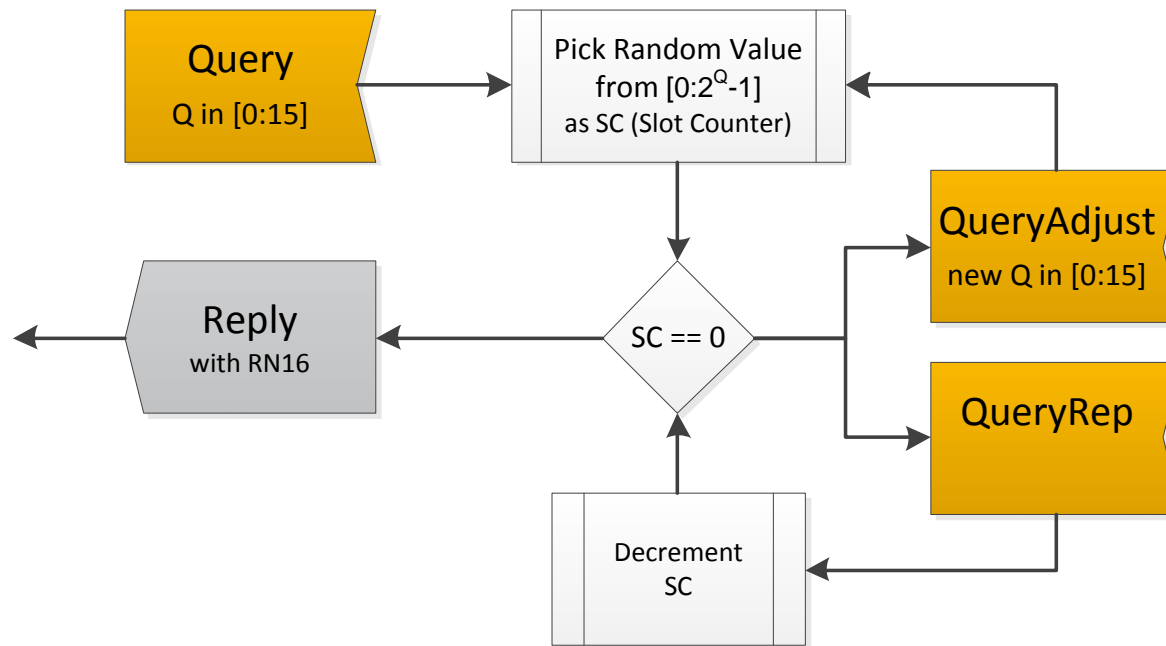 Query
Q in [0:15]
Pick Random Value
from [0:2^Q-1]
as SC (Slot Counter)
QueryAdjust
new Q in [0:15]
Reply
with RN16
SC == 0
QueryRep
Decrement
SC